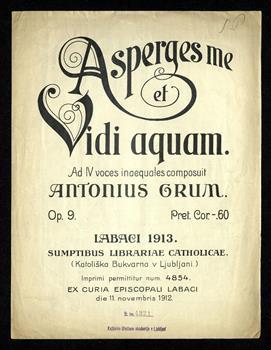 Asperges me
et
Vidi aquam.
Ad IV voces inaequales composuit
ANTONIUS GRUM.
Op. 9.
Pret. Cor -.60
LABACI 1913.
SUMPTIBUS LIBRARIAE CATHOLICAE.
(Katoliška Bukvarna v Ljubljani.)
Imprimi permittitur num. 4854.
EX CURIA EPISCOPALI LABACI
die 11. novembris 1912.